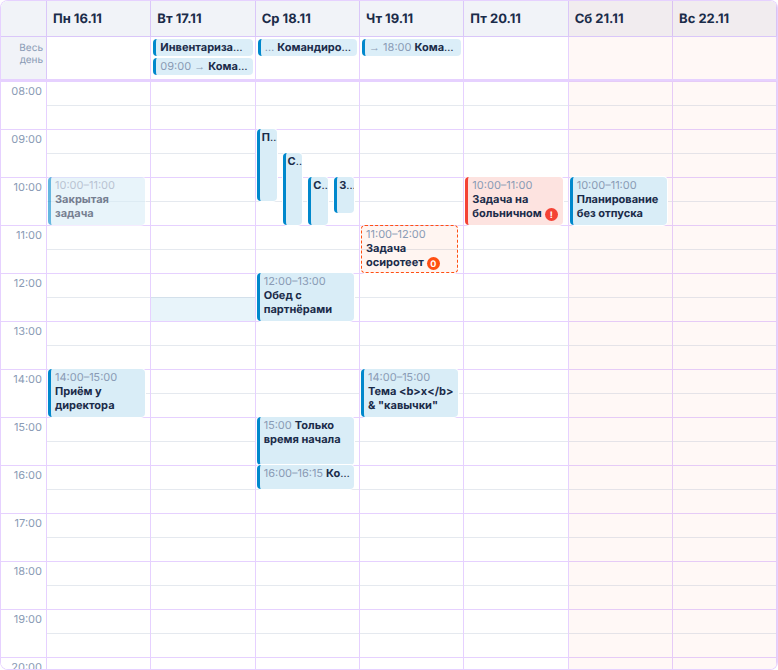 Пн 16.11
Вт 17.11
Ср 18.11
Чт 19.11
Пт 20.11
Сб 21.11
Вс 22.11
Весь
день
Инвентариза...
... Командиро...
→ 18:00 Кома...
09:00 → Кома...
08:00
09:00
П..
С..
10:00
10:00–11:00
Закрытая
задача
С..
З..
10:00–11:00
Задача на
больничном !
10:00–11:00
Планирование
без отпуска
11:00
11:00–12:00
Задача
осиротеет 0
12:00
12:00–13:00
Обед с
партнёрами
13:00
14:00
14:00–15:00
Приём у
директора
14:00–15:00
Тема <b>x</b>
& "кавычки"
15:00
15:00 Только
время начала
16:00
16:00–16:15 Ко...
17:00
18:00
19:00
20:00